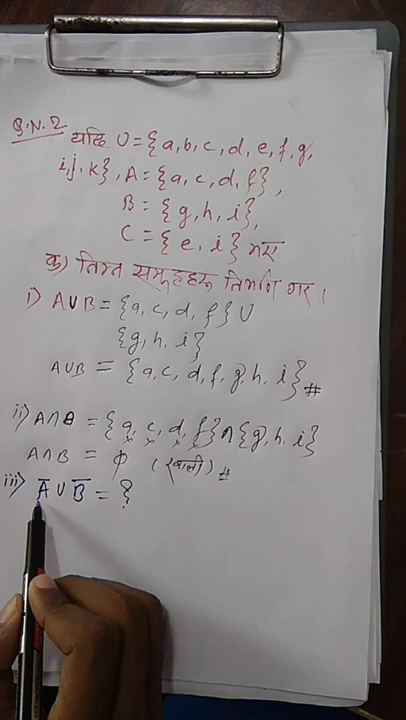 Q.N.2 यदि U = {a, b, c, d, e, f, g,
i, j, k}, A = {a, c, d, f},
B = {g, h, i},
C = {e, i} भए
क) निम्न समूहहरू निर्माण गर ।
i) A∪B = {a, c, d, f} ∪
{g, h, i}
A∪B = {a, c, d, f, g, h, i} #
ii) A∩B = {a, c, d, f} ∩ {g, h, i}
A∩B = ϕ (खाली) #
iii) A̅ ∪ B̅ = {